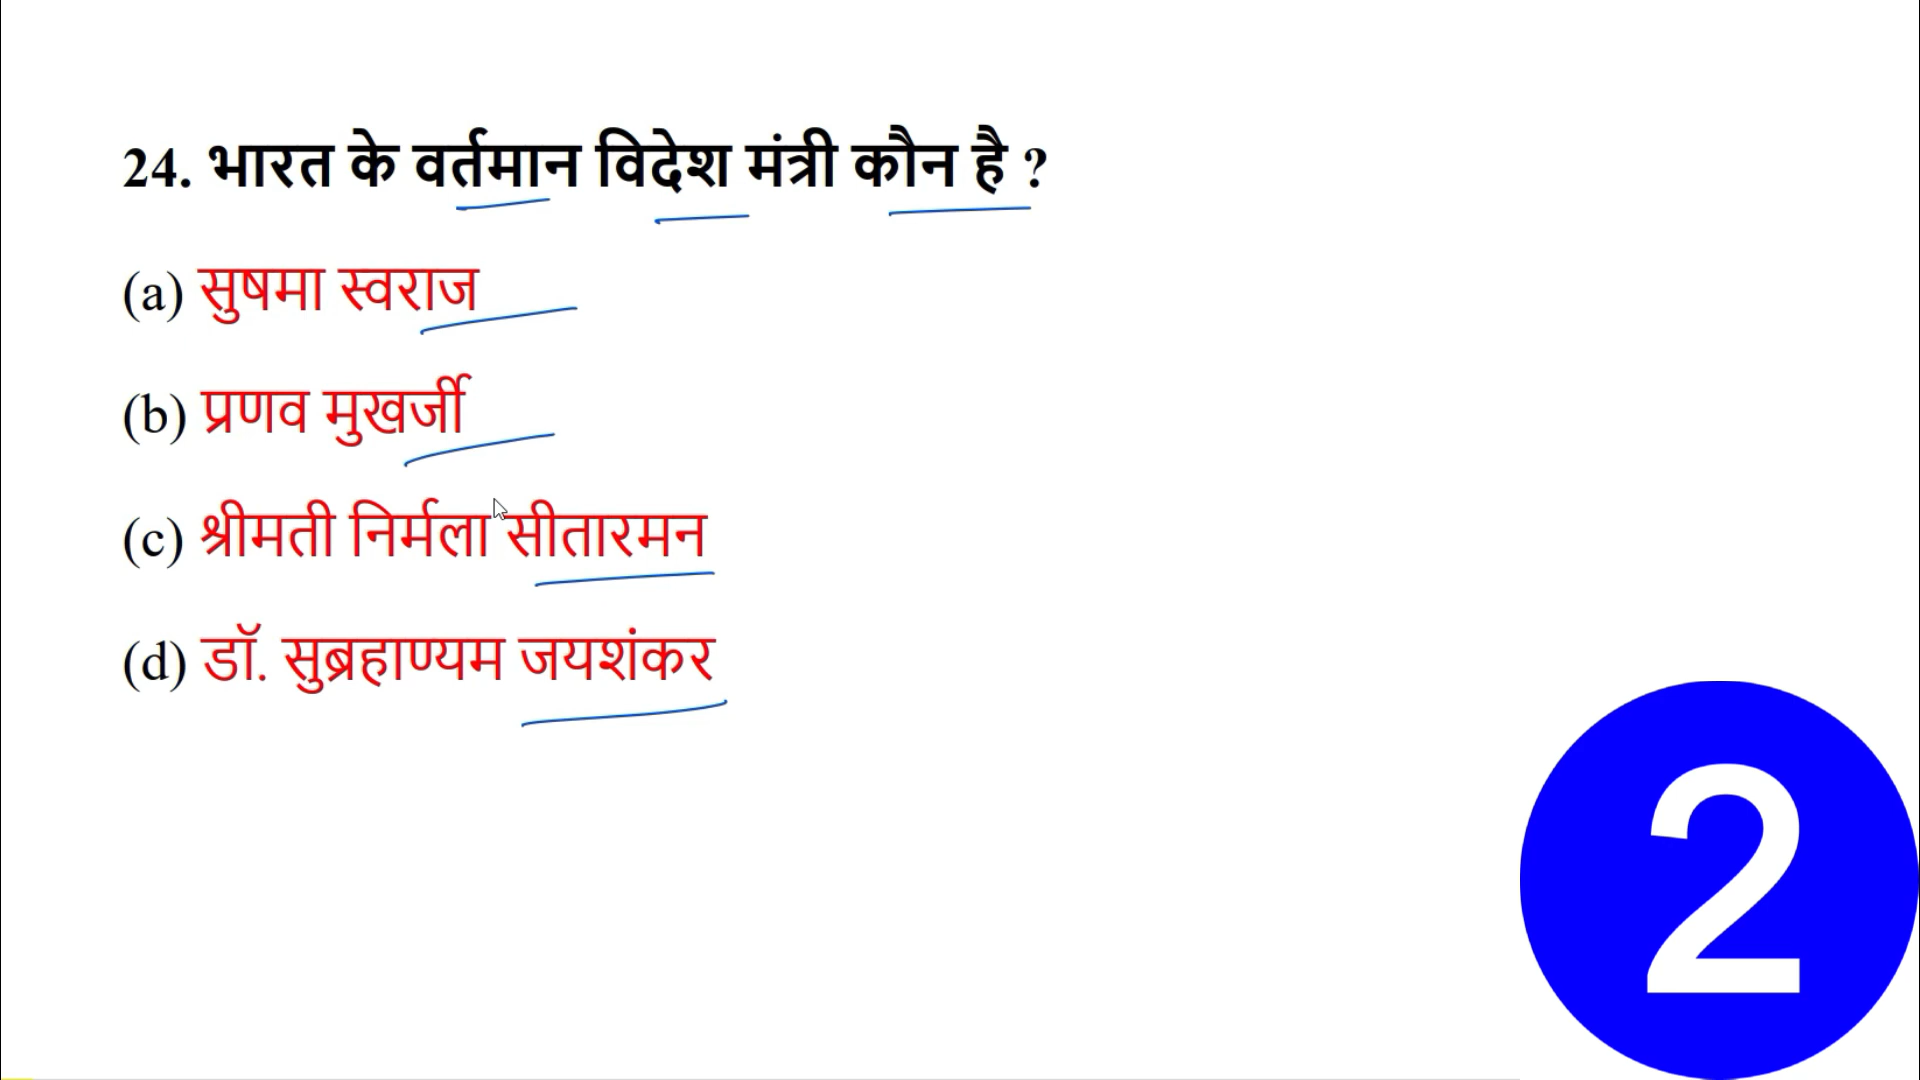 24. भारत के वर्तमान विदेश मंत्री कौन है ?
(a) सुषमा स्वराज
(b) प्रणव मुखर्जी
(c) श्रीमती निर्मला सीतारमन
(d) डॉ. सुब्रहाण्यम जयशंकर
2